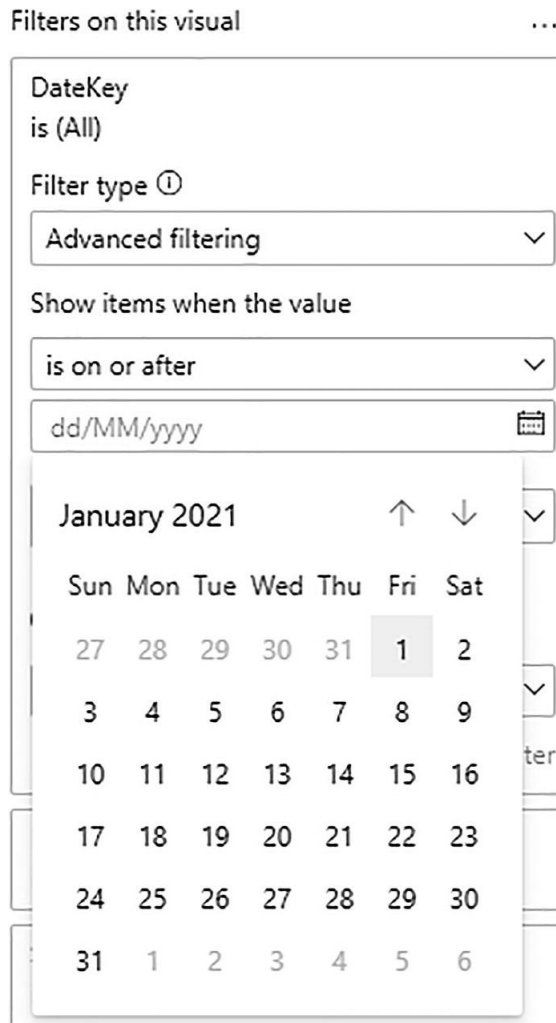 Filters on this visual ...
DateKey
is (All)
Filter type
Advanced filtering
Show items when the value
is on or after
dd/MM/yyyy
January 2021
Sun Mon Tue Wed Thu Fri Sat
27 28 29 30 31 1 2
3 4 5 6 7 8 9
10 11 12 13 14 15 16
17 18 19 20 21 22 23
24 25 26 27 28 29 30
31 1 2 3 4 5 6
ter